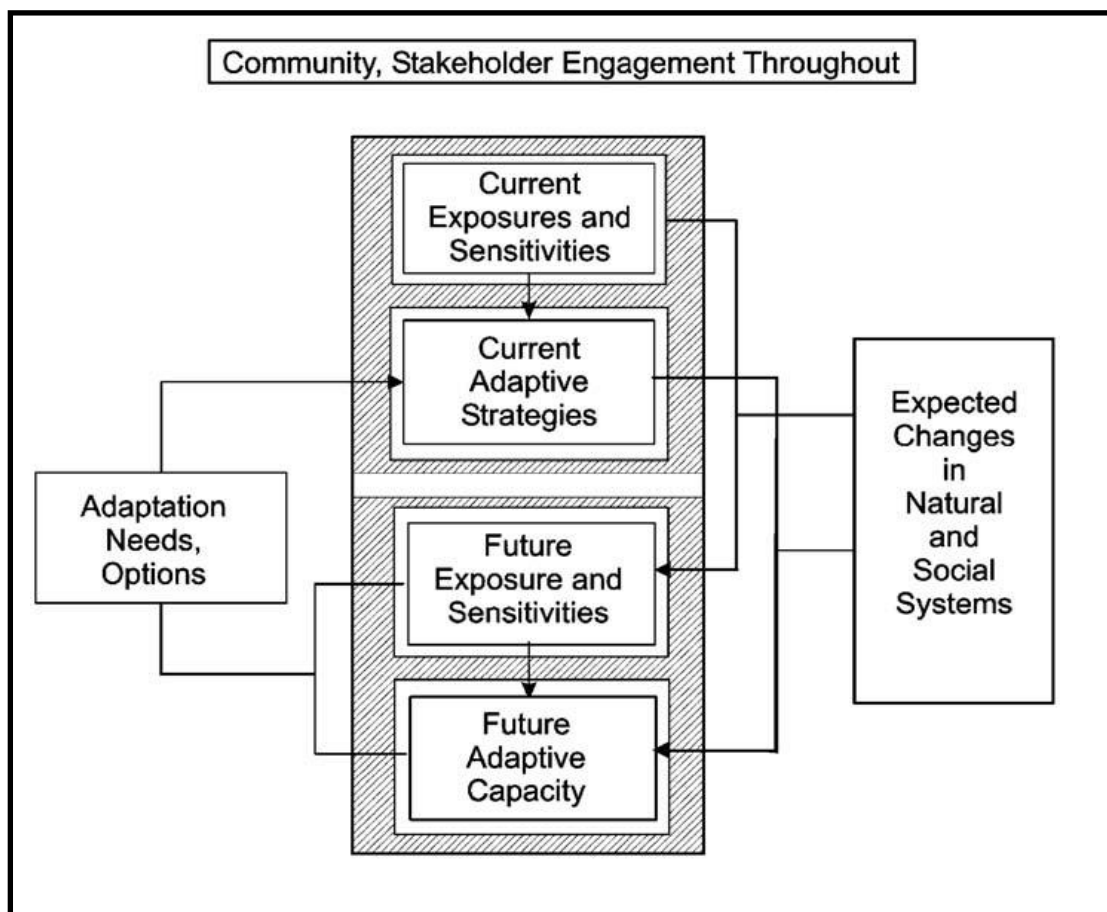 Community, Stakeholder Engagement Throughout
Current
Exposures and
Sensitivities
Current
Adaptive
Strategies
Adaptation
Needs,
Options
Future
Exposure and
Sensitivities
Future
Adaptive
Capacity
Expected
Changes
in
Natural
and
Social
Systems